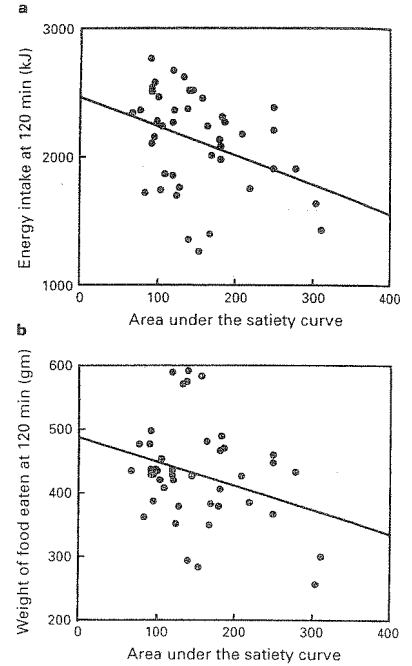 a
Energy intake at 120 min (kJ)
3000
2000
1000
0 100 200 300 400
Area under the satiety curve
b
Weight of food eaten at 120 min (gm)
600
500
400
300
200
0 100 200 300 400
Area under the satiety curve